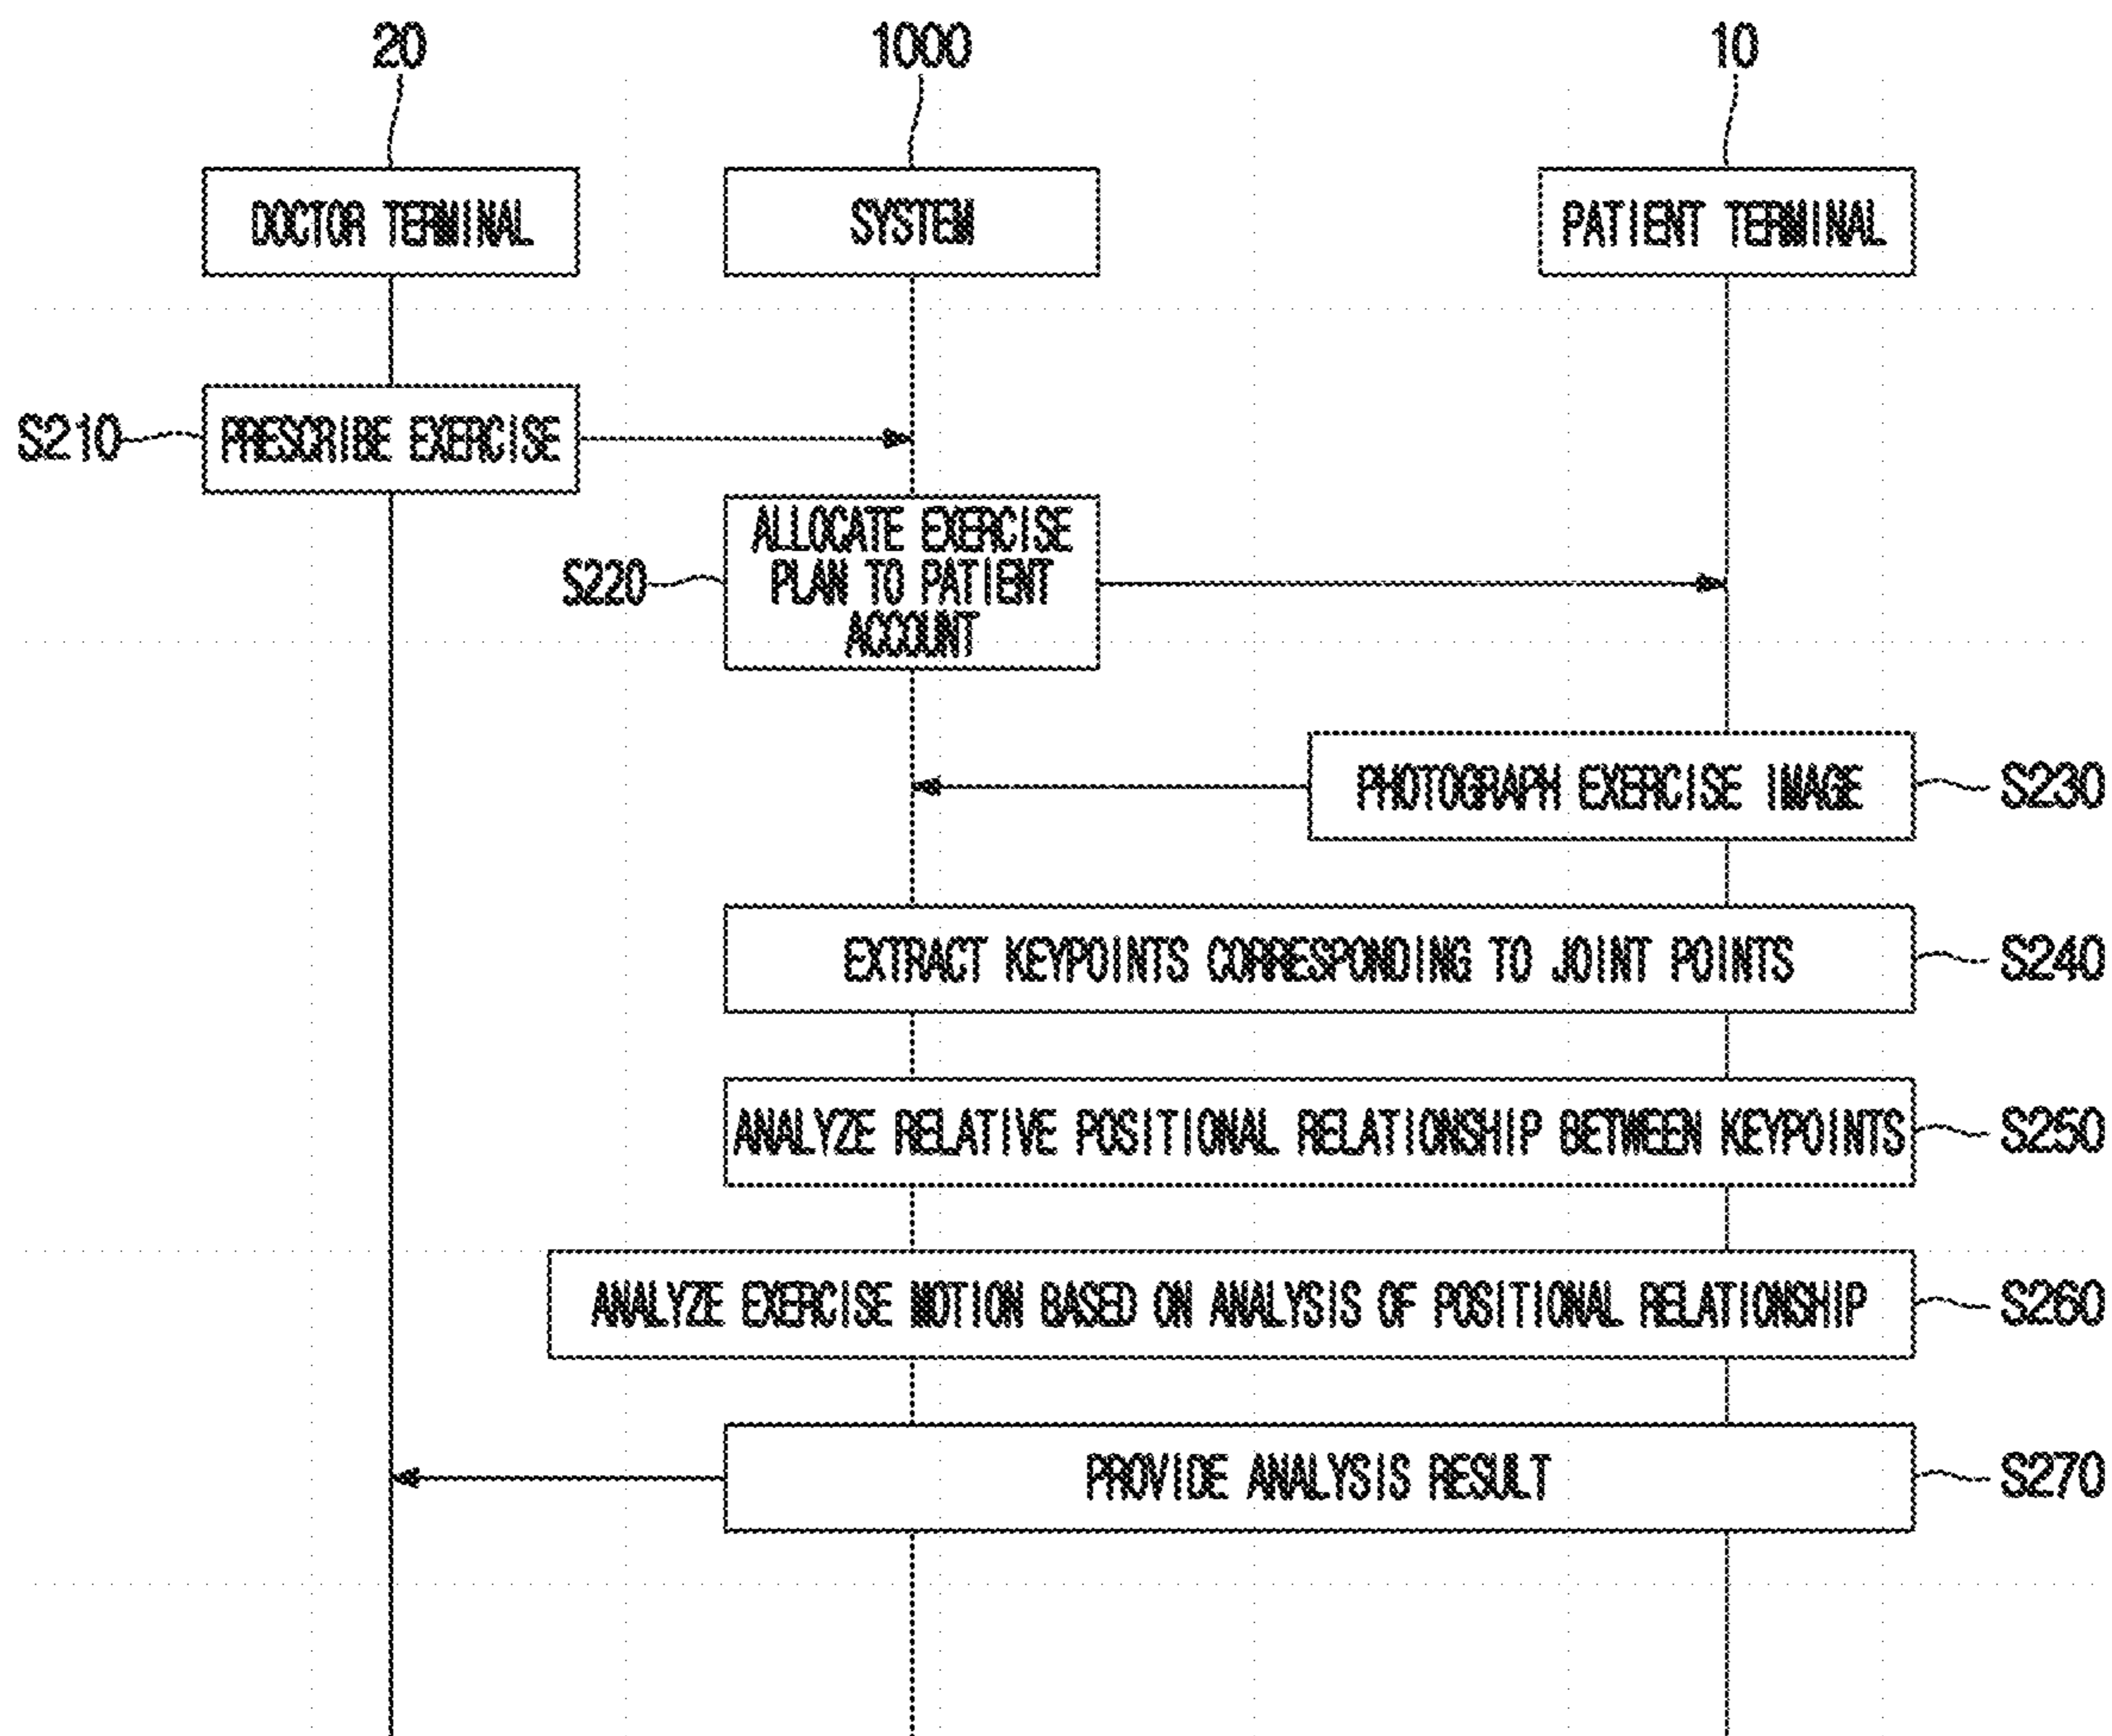 20
1000
10
DOCTOR TERMINAL
SYSTEM
PATIENT TERMINAL
S210
PRESCRIBE EXERCISE
S220
ALLOCATE EXERCISE
PLAN TO PATIENT
ACCOUNT
PHOTOGRAPH EXERCISE IMAGE
S230
EXTRACT KEYPOINTS CORRESPONDING TO JOINT POINTS
S240
ANALYZE RELATIVE POSITIONAL RELATIONSHIP BETWEEN KEYPOINTS
S250
ANALYZE EXERCISE MOTION BASED ON ANALYSIS OF POSITIONAL RELATIONSHIP
S260
PROVIDE ANALYSIS RESULT
S270